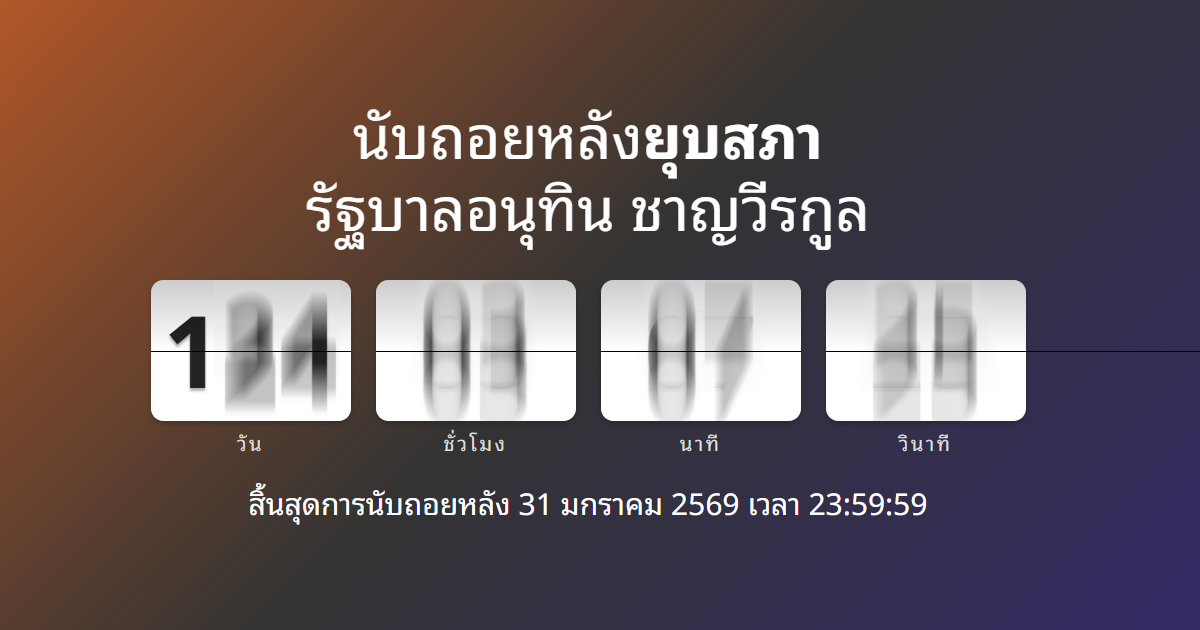 นับถอยหลังยุบสภา
รัฐบาลอนุทิน ชาญวีรกูล
วัน
ชั่วโมง
นาที
วินาที
สิ้นสุดการนับถอยหลัง 31 มกราคม 2569 เวลา 23:59:59